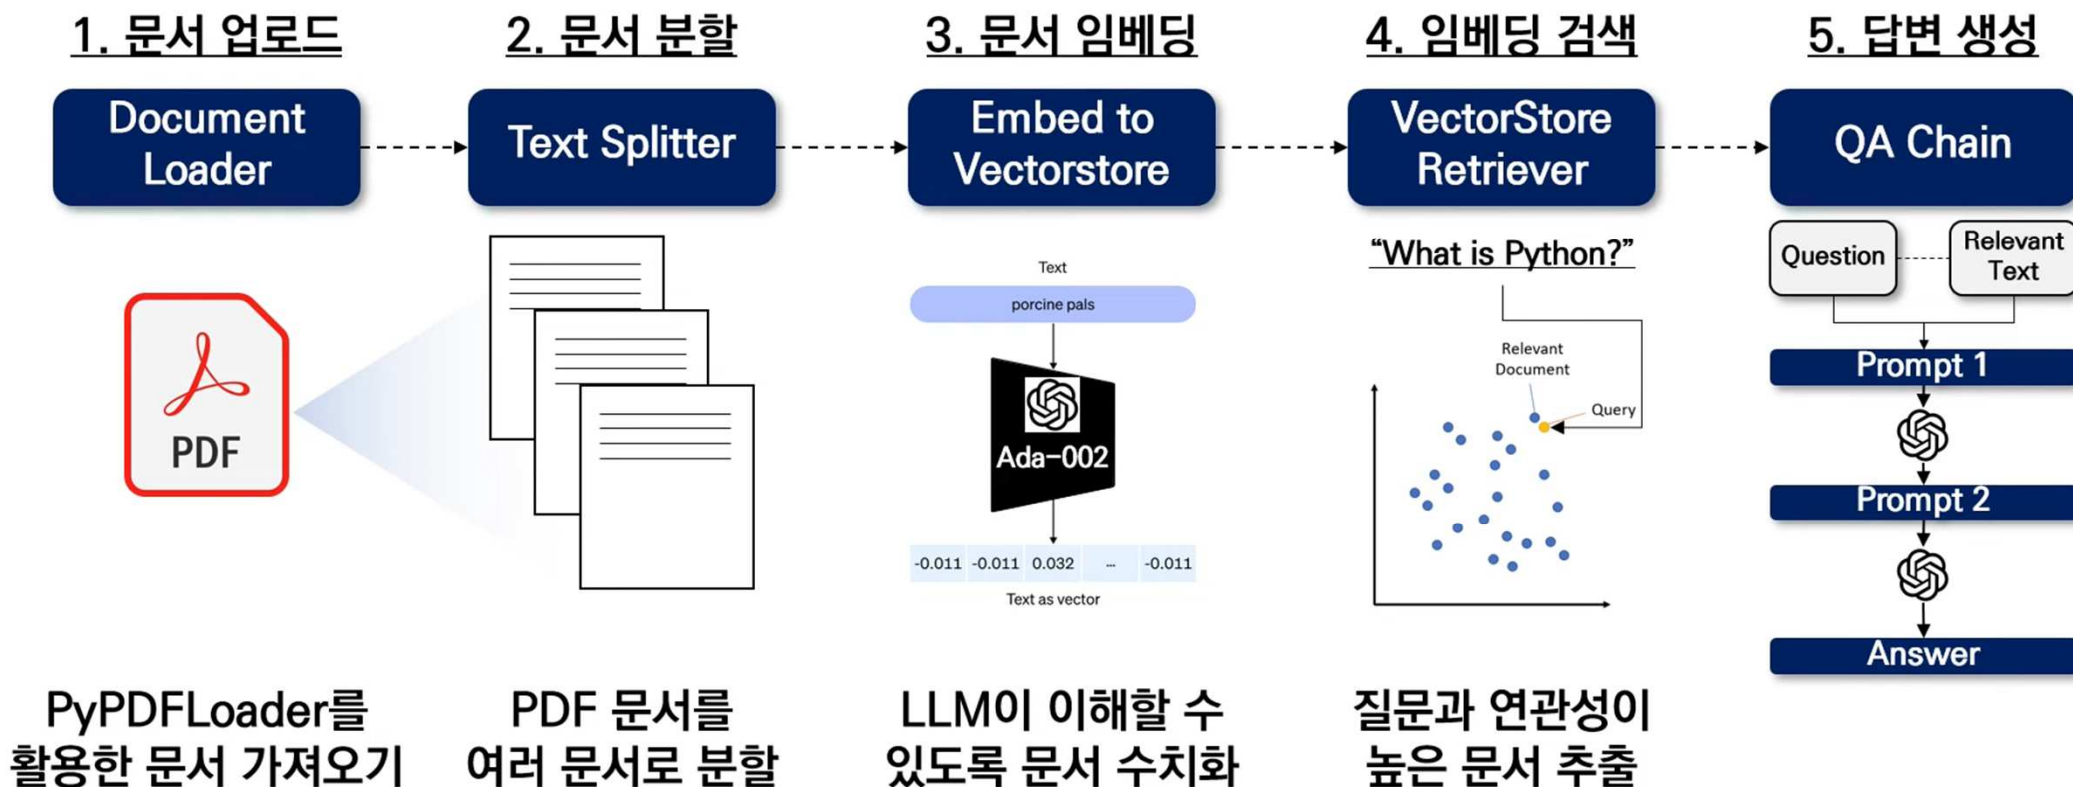 1. 문서 업로드
2. 문서 분할
3. 문서 임베딩
4. 임베딩 검색
5. 답변 생성
Document
Loader
Text Splitter
Embed to
Vectorstore
VectorStore
Retriever
QA Chain
PDF
Text
porcine pals
Ada-002
-0.011 -0.011 0.032 ... -0.011
Text as vector
“What is Python?”
Relevant
Document
Query
Question
Relevant
Text
Prompt 1
Prompt 2
Answer
PyPDFLoader를
활용한 문서 가져오기
PDF 문서를
여러 문서로 분할
LLM이 이해할 수
있도록 문서 수치화
질문과 연관성이
높은 문서 추출